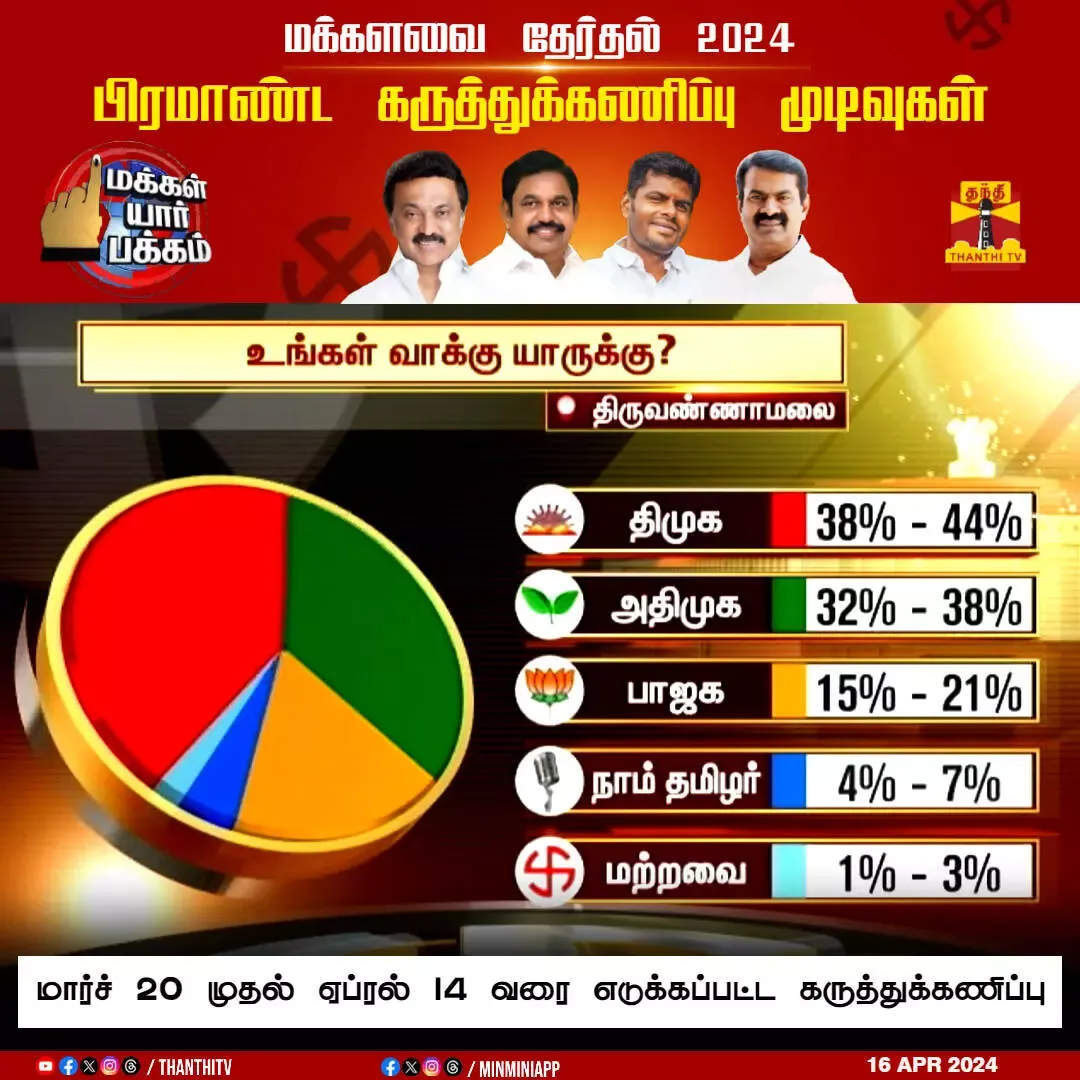 மக்களவை தேர்தல் 2024
பிரமாண்ட கருத்துக்கணிப்பு முடிவுகள்
மக்கள்
யார்
பக்கம்
தந்தி
THANTHI TV
உங்கள் வாக்கு யாருக்கு?
திருவண்ணாமலை
திமுக 38% - 44%
அதிமுக 32% - 38%
பாஜக 15% - 21%
நாம் தமிழர் 4% - 7%
மற்றவை 1% - 3%
மார்ச் 20 முதல் ஏப்ரல் 14 வரை எடுக்கப்பட்ட கருத்துக்கணிப்பு
/ THANTHITV / MINMINIAPP 16 APR 2024